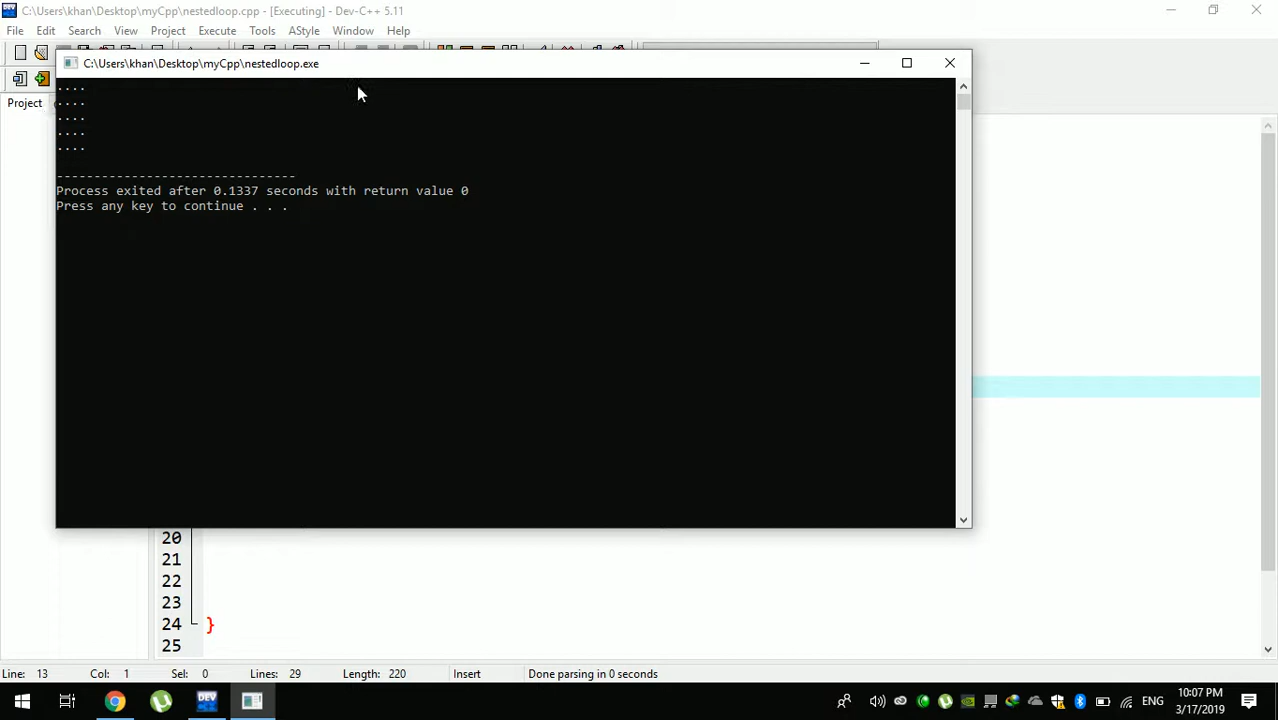 C:\Users\khan\Desktop\myCpp\nestedloop.cpp - [Executing] - Dev-C++ 5.11
File Edit Search View Project Execute Tools AStyle Window Help
C:\Users\khan\Desktop\myCpp\nestedloop.exe
Project
....
....
....
....
....
--------------------------------
Process exited after 0.1337 seconds with return value 0
Press any key to continue . . .
20
21
22
23
24 }
25
Line: 13 Col: 1 Sel: 0 Lines: 29 Length: 220 Insert Done parsing in 0 seconds
DEV
ENG
10:07 PM
3/17/2019